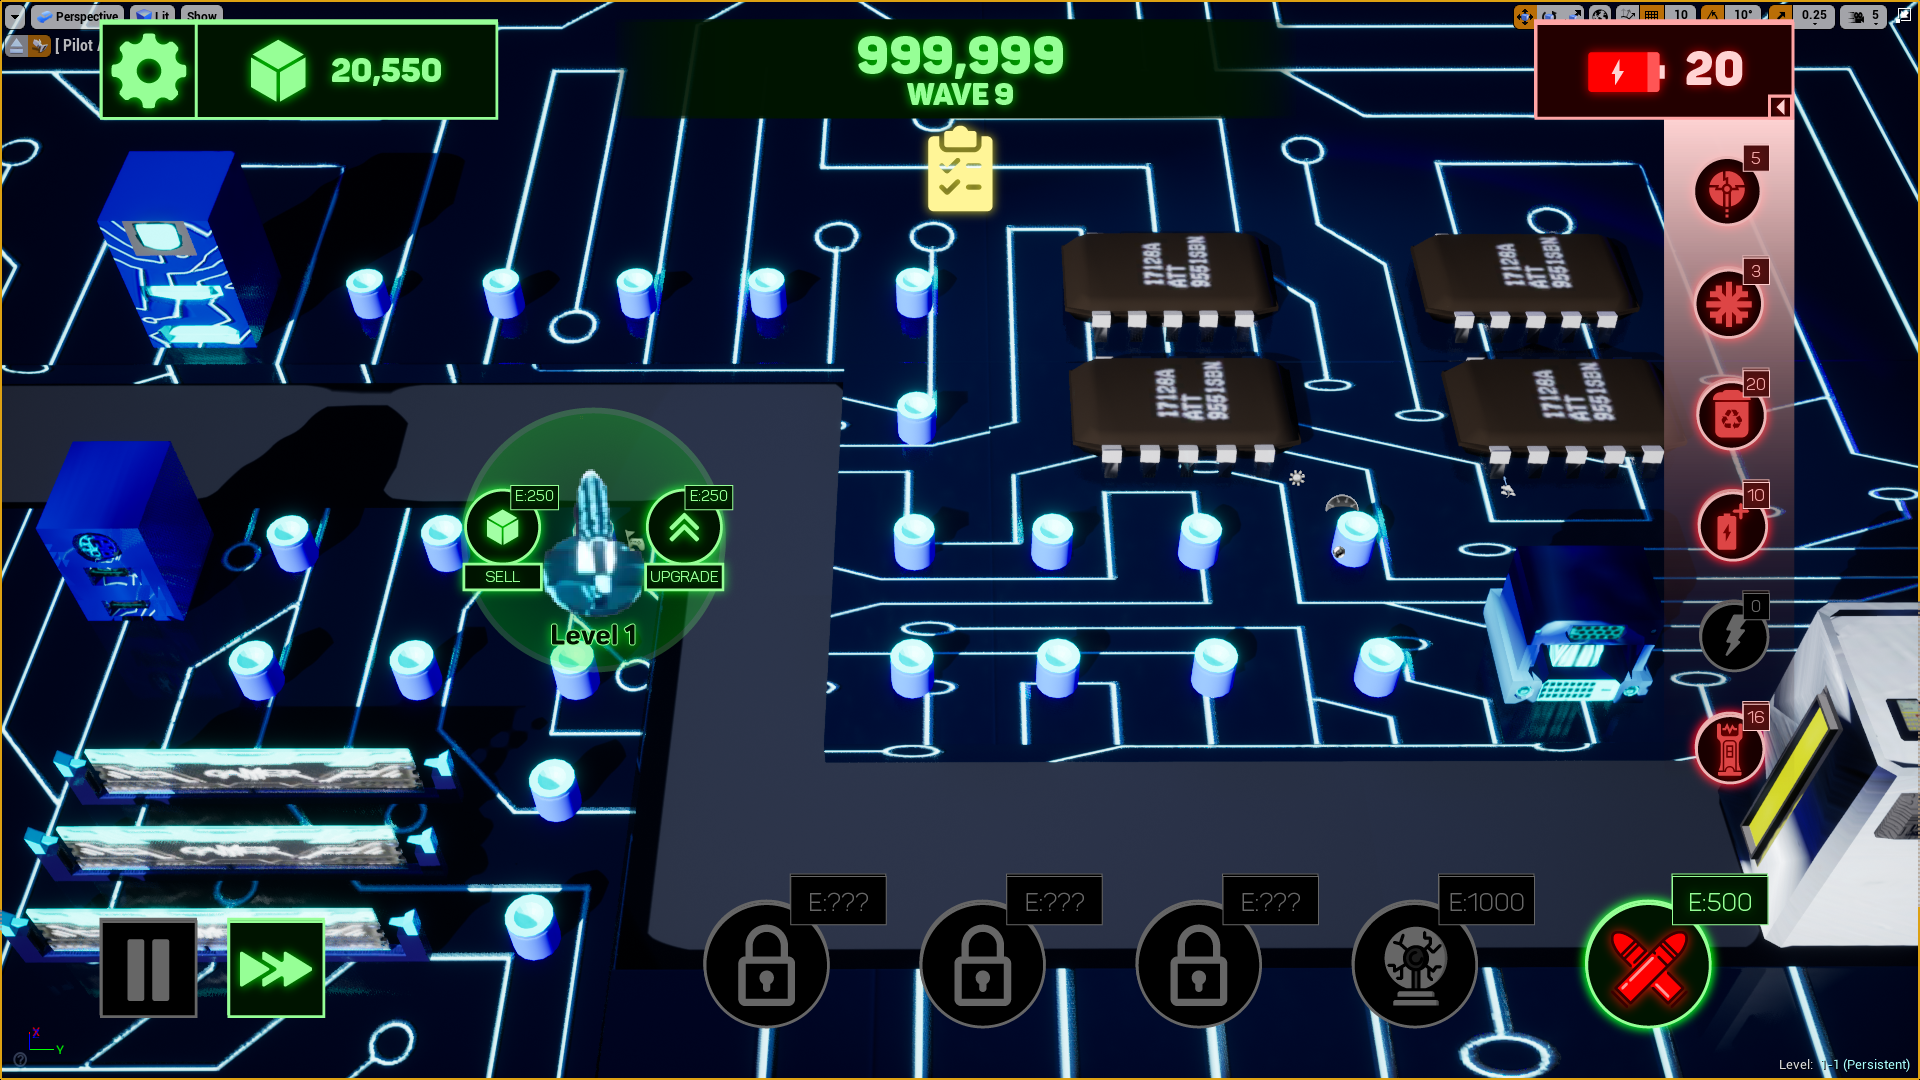 Perspective
Lit
Show
10
10°
0.25
5
[ Pilot A
20,550
999,999
WAVE 9
20
5
3
20
10
0
16
17128A
ATT
9551SBN
17128A
ATT
9551SBN
17128A
ATT
9551SBN
17128A
ATT
9551SBN
E:250
E:250
SELL
UPGRADE
Level 1
E:???
E:???
E:???
E:1000
E:500
X
Y
Level: 1-1 (Persistent)